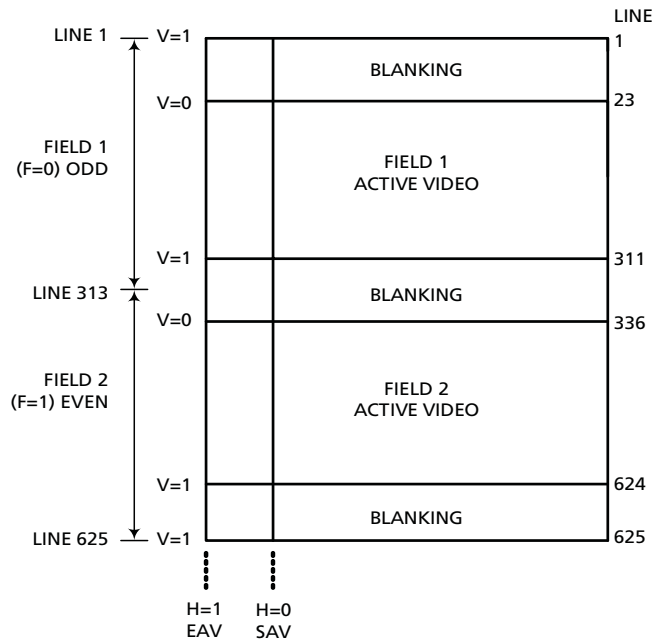 LINE
LINE 1 V=1 1
BLANKING
V=0 23
FIELD 1
(F=0) ODD
FIELD 1
ACTIVE VIDEO
V=1 311
LINE 313
BLANKING
V=0 336
FIELD 2
(F=1) EVEN
FIELD 2
ACTIVE VIDEO
V=1 624
BLANKING
LINE 625 V=1 625
H=1
EAV
H=0
SAV